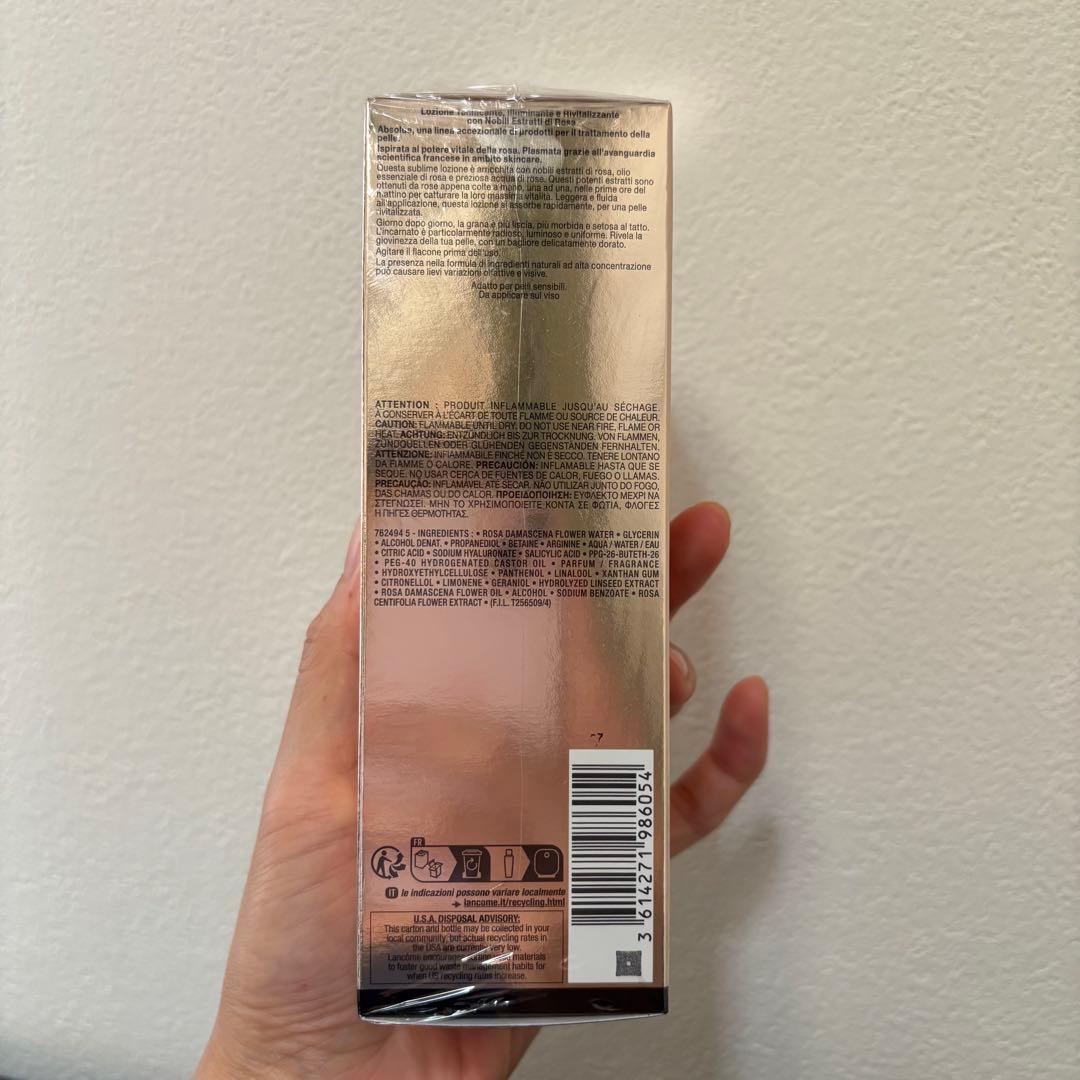 Lozione Tonificante, Illuminante e Rivitalizzante
con Nobili Estratti di Rosa
Absolue, una linea eccezionale di prodotti per il trattamento della
pelle.
Ispirata al potere vitale della rosa. Plasmata grazie all'avanguardia
scientifica francese in ambito skincare.
Questa sublime lozione è arricchita con nobili estratti di rosa, olio
essenziale di rosa e preziosa acqua di rose. Questi potenti estratti sono
ottenuti da rose appena colte a mano, una ad una, nelle prime ore del
mattino per catturare la loro massima vitalità. Leggera e fluida
all'applicazione, questa lozione si assorbe rapidamente, per una pelle
rivitalizzata.
Giorno dopo giorno, la grana è più liscia, più morbida e setosa al tatto.
L'incarnato è particolarmente radioso, luminoso e uniforme. Rivela la
giovinezza della tua pelle, con un bagliore delicatamente dorato.
Agitare il flacone prima dell'uso.
La presenza nella formula di ingredienti naturali ad alta concentrazione
può causare lievi variazioni olfattive e visive.
Adatto per pelli sensibili.
Da applicare sul viso
ATTENTION : PRODUIT INFLAMMABLE JUSQU'AU SÉCHAGE.
À CONSERVER À L'ÉCART DE TOUTE FLAMME OU SOURCE DE CHALEUR.
CAUTION: FLAMMABLE UNTIL DRY. DO NOT USE NEAR FIRE, FLAME OR
HEAT. ACHTUNG: ENTZÜNDLICH BIS ZUR TROCKNUNG. VON FLAMMEN,
ZÜNDQUELLEN ODER GLÜHENDEN GEGENSTÄNDEN FERNHALTEN.
ATTENZIONE: INFIAMMABILE FINCHÉ NON È SECCO. TENERE LONTANO
DA FIAMME O CALORE. PRECAUCIÓN: INFLAMABLE HASTA QUE SE
SEQUE. NO USAR CERCA DE FUENTES DE CALOR, FUEGO O LLAMAS.
PRECAUÇÃO: INFLAMÁVEL ATÉ SECAR. NÃO UTILIZAR JUNTO DO FOGO,
DAS CHAMAS OU DO CALOR. ΠΡΟΕΙΔΟΠΟΙΗΣΗ: ΕΥΦΛΕΚΤΟ ΜΕΧΡΙ ΝΑ
ΣΤΕΓΝΩΣΕΙ. ΜΗΝ ΤΟ ΧΡΗΣΙΜΟΠΟΙΕΙΤΕ ΚΟΝΤΑ ΣΕ ΦΩΤΙΑ, ΦΛΟΓΕΣ
Ή ΠΗΓΕΣ ΘΕΡΜΟΤΗΤΑΣ.
762494 5 - INGREDIENTS : • ROSA DAMASCENA FLOWER WATER • GLYCERIN
• ALCOHOL DENAT. • PROPANEDIOL • BETAINE • ARGININE • AQUA / WATER / EAU
• CITRIC ACID • SODIUM HYALURONATE • SALICYLIC ACID • PPG-26-BUTETH-26
• PEG-40 HYDROGENATED CASTOR OIL • PARFUM / FRAGRANCE
• HYDROXYETHYLCELLULOSE • PANTHENOL • LINALOOL • XANTHAN GUM
• CITRONELLOL • LIMONENE • GERANIOL • HYDROLYZED LINSEED EXTRACT
• ROSA DAMASCENA FLOWER OIL • ALCOHOL • SODIUM BENZOATE • ROSA
CENTIFOLIA FLOWER EXTRACT • (F.I.L. T256509/4)
FR
IT le indicazioni possono variare localmente
lancome.it/recycling.html
U.S.A. DISPOSAL ADVISORY:
This carton and bottle may be collected in your
local community, but actual recycling rates in
the USA are currently very low.
Lancôme encourages sorting these materials
to foster good waste management habits for
when US recycling rates increase.
3 614271 986054